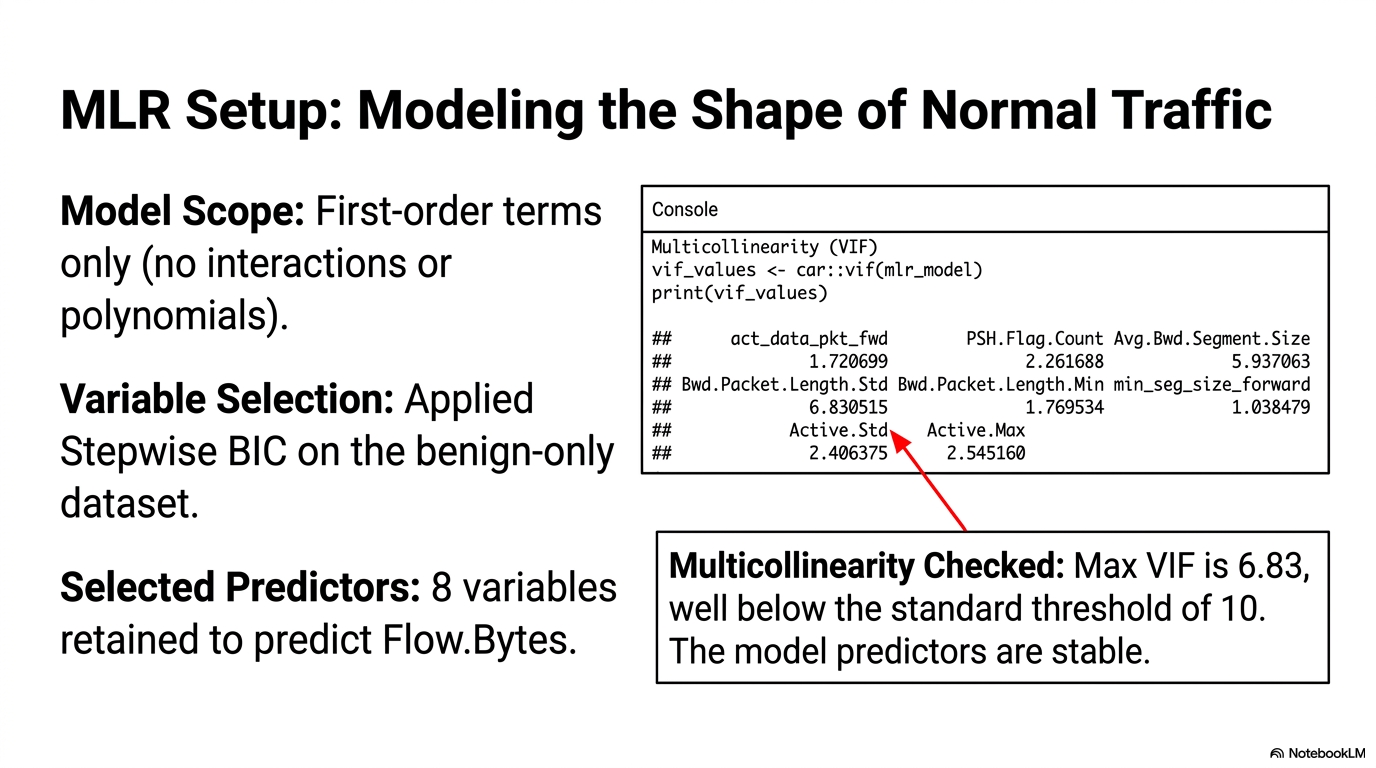 MLR Setup: Modeling the Shape of Normal Traffic
Model Scope: First-order terms
only (no interactions or
polynomials).
Variable Selection: Applied
Stepwise BIC on the benign-only
dataset.
Selected Predictors: 8 variables
retained to predict Flow.Bytes.
Console
Multicollinearity (VIF)
vif_values <- car::vif(mlr_model)
print(vif_values)
## act_data_pkt_fwd PSH.Flag.Count Avg.Bwd.Segment.Size
## 1.720699 2.261688 5.937063
## Bwd.Packet.Length.Std Bwd.Packet.Length.Min min_seg_size_forward
## 6.830515 1.769534 1.038479
## Active.Std Active.Max
## 2.406375 2.545160
Multicollinearity Checked: Max VIF is 6.83,
well below the standard threshold of 10.
The model predictors are stable.
NotebookLM